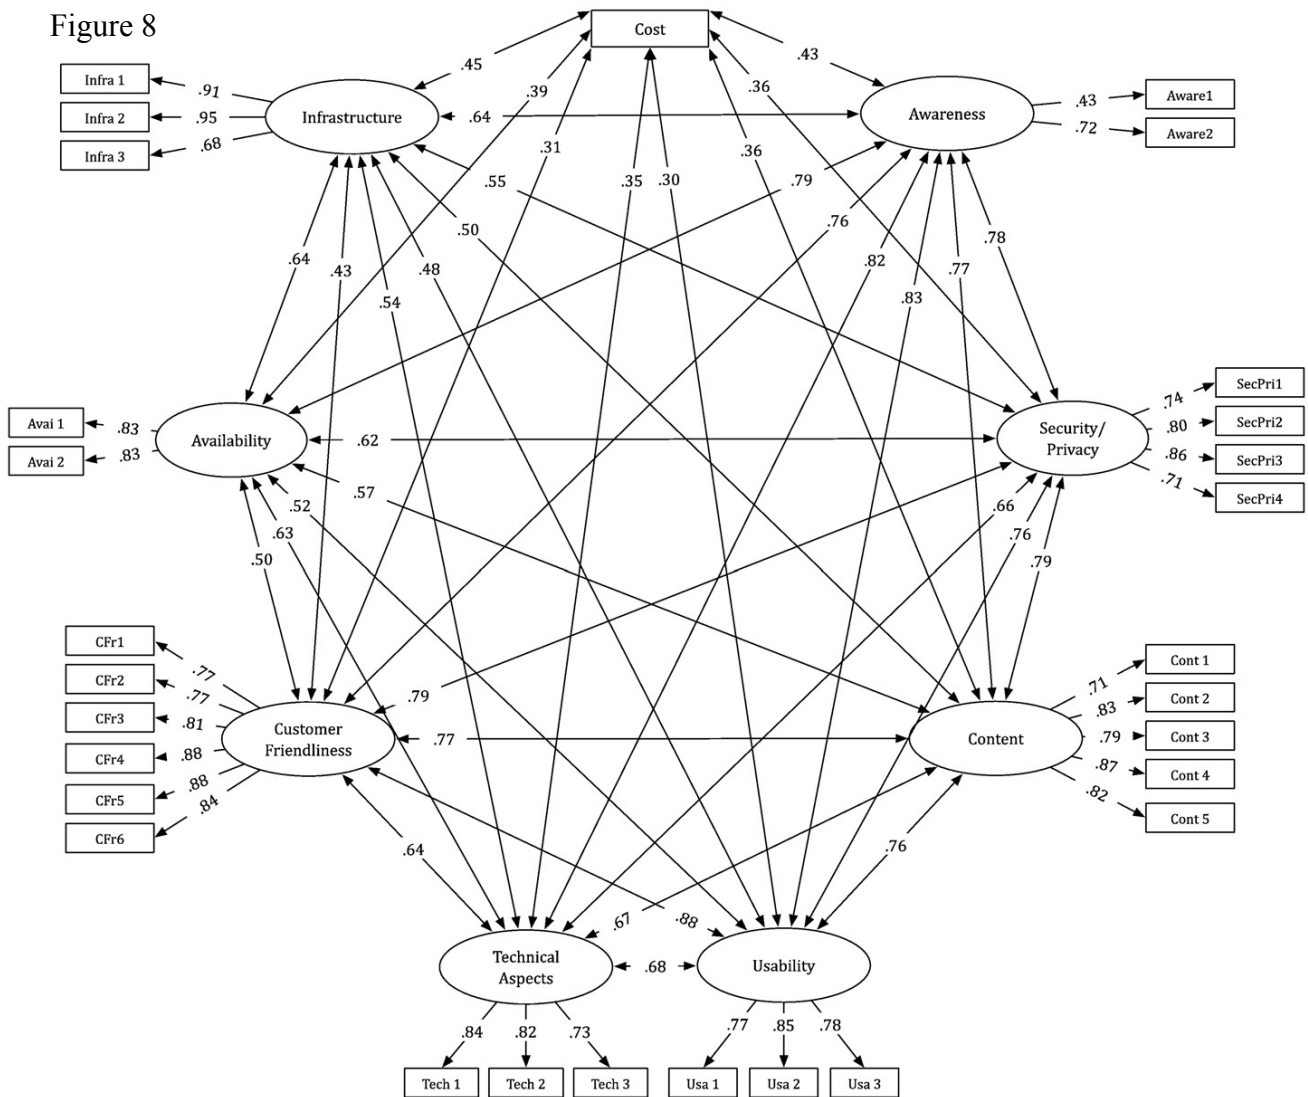 Figure 8
Cost
.45
.43
Infra 1
.91
Infra 2
.95
Infra 3
.68
Infrastructure
.39
.64
.36
Awareness
.43
Aware1
.72
Aware2
.31
.36
.55
.35
.30
.79
.50
.76
.78
.64
.43
.48
.82
.77
.54
.83
Avai 1
.83
Avai 2
.83
Availability
.62
Security/
Privacy
.74
SecPri1
.80
SecPri2
.86
SecPri3
.71
SecPri4
.57
.52
.66
.63
.76
.50
.79
CFr1
.77
CFr2
.77
CFr3
.81
CFr4
.88
CFr5
.88
CFr6
.84
Customer
Friendliness
.79
.77
Content
.71
Cont 1
.83
Cont 2
.79
Cont 3
.87
Cont 4
.82
Cont 5
.64
.76
.67
.88
Technical
Aspects
.68
Usability
.84
.82
.73
.77
.85
.78
Tech 1
Tech 2
Tech 3
Usa 1
Usa 2
Usa 3